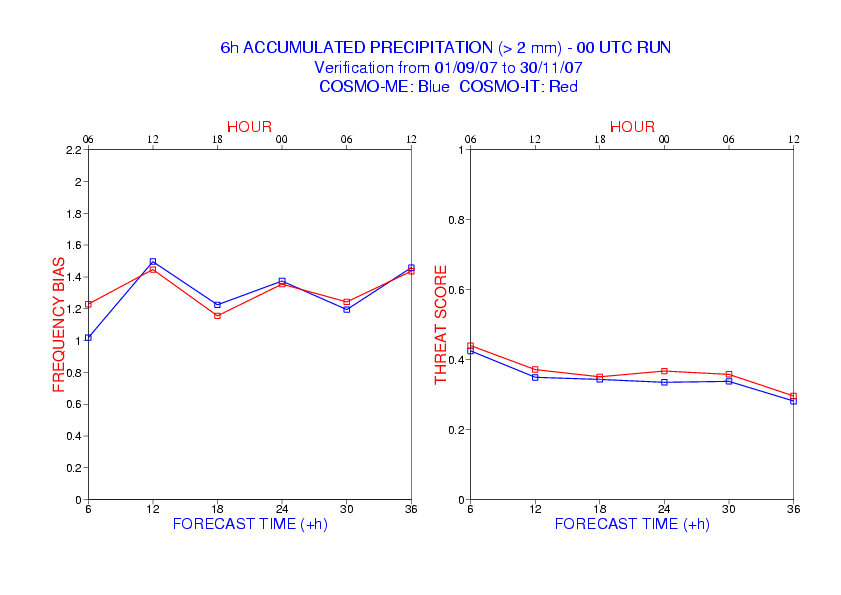 6h ACCUMULATED PRECIPITATION (> 2 mm) - 00 UTC RUN
Verification from 01/09/07 to 30/11/07
COSMO-ME: Blue  COSMO-IT: Red
HOUR
06 12 18 00 06 12
2.2
2
1.8
1.6
1.4
1.2
1
0.8
0.6
0.4
0.2
0
FREQUENCY BIAS
6 12 18 24 30 36
FORECAST TIME (+h)
HOUR
06 12 18 00 06 12
1
0.8
0.6
0.4
0.2
0
THREAT SCORE
6 12 18 24 30 36
FORECAST TIME (+h)